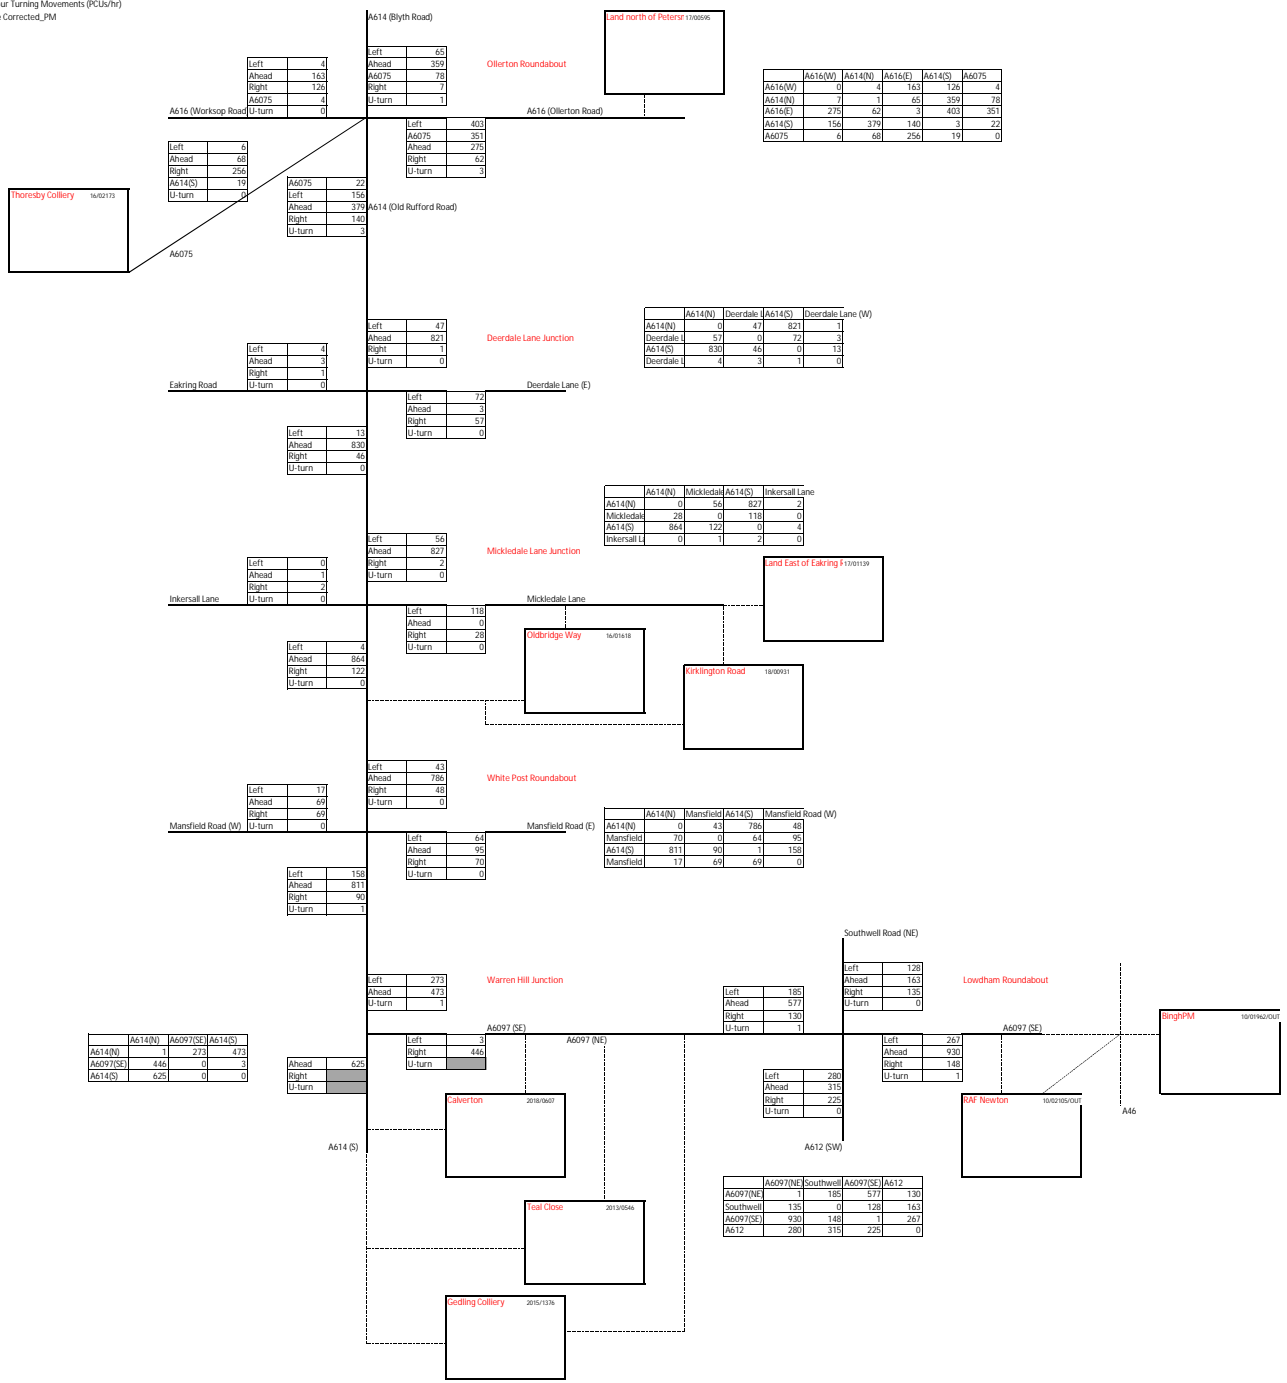 ur Turning Movements (PCUs/hr)
Corrected_PM
A614 (Blyth Road)
Land north of Petersr 17/00595
Left 65
Ahead 359
A6075 78
Right 7
U-turn 1
Ollerton Roundabout
Left 4
Ahead 163
Right 126
A6075 4
A616 (Worksop Road U-turn 0
A616(W) A614(N) A616(E) A614(S) A6075
A616(W) 0 4 163 126 4
A614(N) 7 1 65 359 78
A616(E) 275 62 3 403 351
A614(S) 156 379 140 3 22
A6075 6 68 256 19 0
A616 (Ollerton Road)
Left 403
A6075 351
Ahead 275
Right 62
U-turn 3
Left 6
Ahead 68
Right 256
A614(S) 19
U-turn 0
Thoresby Colliery 16/02173
A6075 22
Left 156
Ahead 379
Right 140
U-turn 3
A614 (Old Rufford Road)
A6075
A614(N) Deerdale L A614(S) Deerdale Lane (W)
A614(N) 0 47 821 1
Deerdale L 57 0 72 3
A614(S) 830 46 0 13
Deerdale L 4 3 1 0
Left 47
Ahead 821
Right 1
U-turn 0
Deerdale Lane Junction
Left 4
Ahead 3
Right 1
Eakring Road U-turn 0
Deerdale Lane (E)
Left 72
Ahead 3
Right 57
U-turn 0
Left 13
Ahead 830
Right 46
U-turn 0
A614(N) Mickledale A614(S) Inkersall Lane
A614(N) 0 56 827 2
Mickledale 28 0 118 0
A614(S) 864 122 0 4
Inkersall La 0 1 2 0
Left 56
Ahead 827
Right 2
U-turn 0
Mickledale Lane Junction
Left 0
Ahead 1
Right 2
Inkersall Lane U-turn 0
Land East of Eakring F 17/01139
Mickledale Lane
Left 118
Ahead 0
Right 28
U-turn 0
Oldbridge Way 16/01618
Left 4
Ahead 864
Right 122
U-turn 0
Kirklington Road 18/00931
Left 43
Ahead 786
Right 48
U-turn 0
White Post Roundabout
Left 17
Ahead 69
Right 69
Mansfield Road (W) U-turn 0
Mansfield Road (E)
A614(N) Mansfield A614(S) Mansfield Road (W)
A614(N) 0 43 786 48
Mansfield 70 0 64 95
A614(S) 811 90 1 158
Mansfield 17 69 69 0
Left 64
Ahead 95
Right 70
U-turn 0
Left 158
Ahead 811
Right 90
U-turn 1
Southwell Road (NE)
Left 273
Ahead 473
U-turn 1
Warren Hill Junction
Left 185
Ahead 577
Right 130
U-turn 1
Left 128
Ahead 163
Right 135
U-turn 0
Lowdham Roundabout
BinghPM 10/01962/OUT
A6097 (SE)
A6097 (NE)
A6097 (SE)
A614(N) A6097(SE) A614(S)
A614(N) 1 273 473
A6097(SE) 446 0 3
A614(S) 625 0 0
Left 3
Right 446
U-turn
Ahead 625
Right
U-turn
Left 267
Ahead 930
Right 148
U-turn 1
Left 280
Ahead 315
Right 225
U-turn 0
Calverton 2018/0607
RAF Newton 10/02105/OUT
A46
A614 (S)
A612 (SW)
A6097(NE) Southwell A6097(SE) A612
A6097(NE) 1 185 577 130
Southwell 135 0 128 163
A6097(SE) 930 148 1 267
A612 280 315 225 0
Teal Close 2013/0546
Gedling Colliery 2015/1376